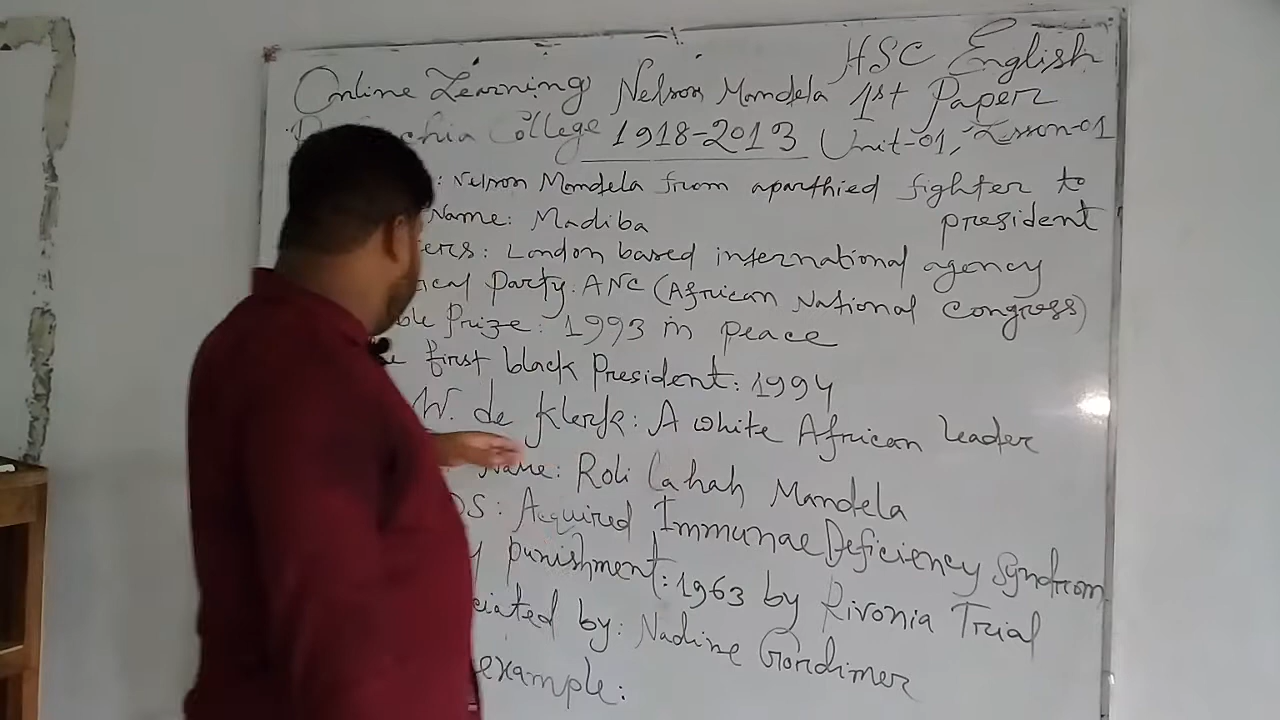 HSC English
Online Learning Nelson Mandela 1st Paper
College 1918-2013 Unit-01, Lesson-01
: Nelson Mandela from aparthied fighter to
president
Name: Madiba
: London based international agency
Party: ANC (African National Congress)
Prize: 1993 in peace
first black President: 1994
W. de Klerk: A white African leader
Name: Roli Lahah Mandela
: Acquired Immunae Deficiency Syndrom
punishment: 1963 by Rivonia Trial
by: Nadine Gordimer
example: